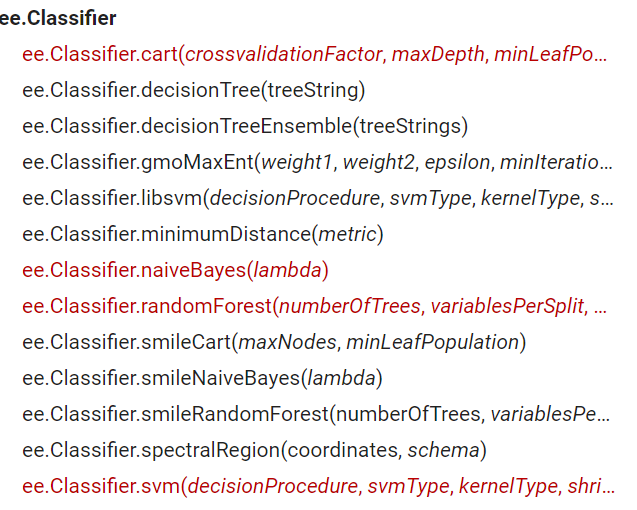 ee.Classifier
ee.Classifier.cart(crossvalidationFactor, maxDepth, minLeafPo...
ee.Classifier.decisionTree(treeString)
ee.Classifier.decisionTreeEnsemble(treeStrings)
ee.Classifier.gmoMaxEnt(weight1, weight2, epsilon, minIteratio...
ee.Classifier.libsvm(decisionProcedure, svmType, kernelType, s...
ee.Classifier.minimumDistance(metric)
ee.Classifier.naiveBayes(lambda)
ee.Classifier.randomForest(numberOfTrees, variablesPerSplit, ...
ee.Classifier.smileCart(maxNodes, minLeafPopulation)
ee.Classifier.smileNaiveBayes(lambda)
ee.Classifier.smileRandomForest(numberOfTrees, variablesPe...
ee.Classifier.spectralRegion(coordinates, schema)
ee.Classifier.svm(decisionProcedure, svmType, kernelType, shri...